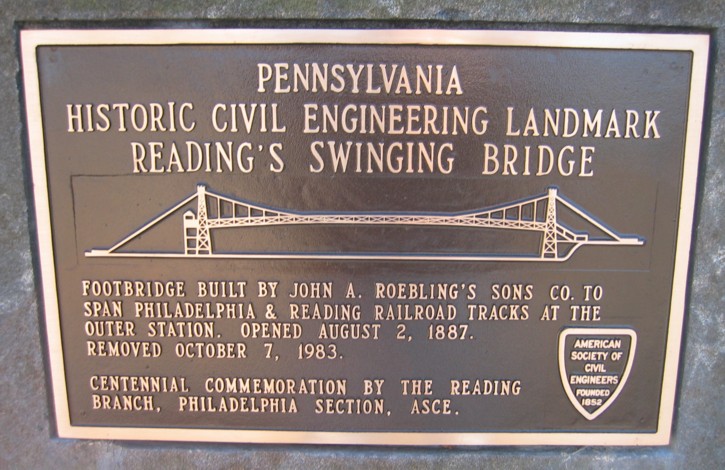 PENNSYLVANIA
HISTORIC CIVIL ENGINEERING LANDMARK
READING'S SWINGING BRIDGE
FOOTBRIDGE BUILT BY JOHN A. ROEBLING'S SONS CO. TO
SPAN PHILADELPHIA & READING RAILROAD TRACKS AT THE
OUTER STATION. OPENED AUGUST 2, 1887.
REMOVED OCTOBER 7, 1983.
CENTENNIAL COMMEMORATION BY THE READING
BRANCH, PHILADELPHIA SECTION, ASCE.
AMERICAN
SOCIETY OF
CIVIL
ENGINEERS
FOUNDED
1852